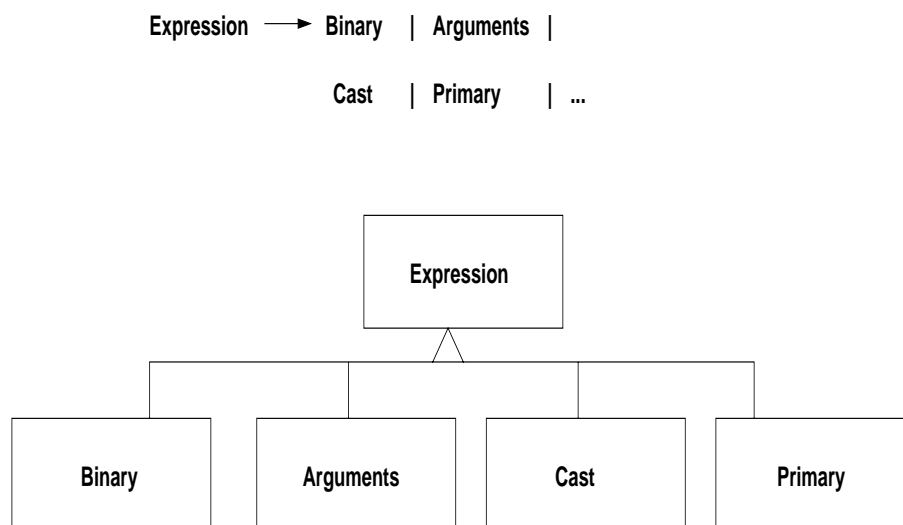 Expression → Binary | Arguments |
Cast | Primary | ...
Expression
Binary Arguments Cast Primary